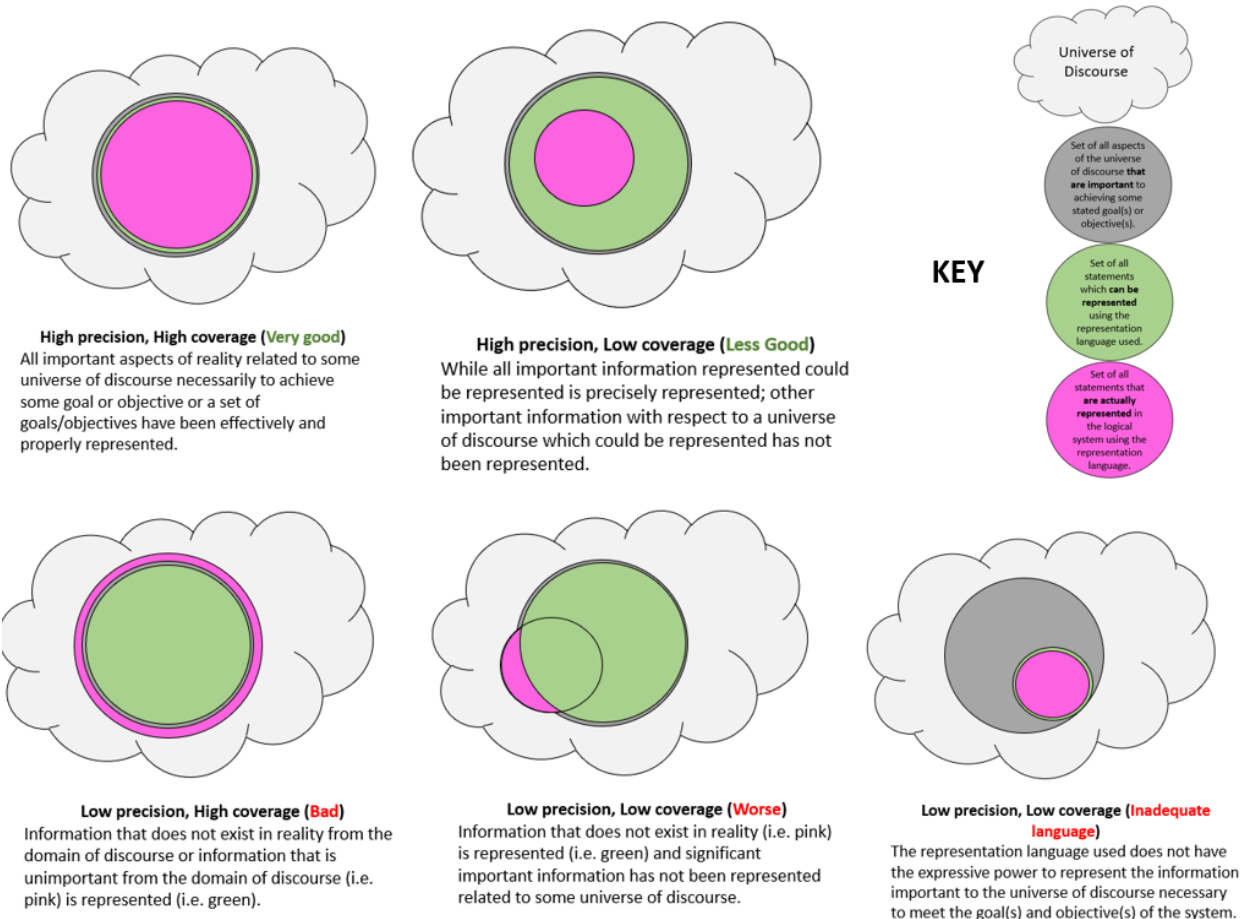 Universe of
Discourse
Set of all aspects
of the universe
of discourse that
are important to
achieving some
stated goal(s) or
objective(s).
KEY
Set of all
statements
which can be
represented
using the
representation
language used.
Set of all
statements that
are actually
represented in
the logical
system using the
representation
language.
High precision, High coverage (Very good)
All important aspects of reality related to some
universe of discourse necessarily to achieve
some goal or objective or a set of
goals/objectives have been effectively and
properly represented.
High precision, Low coverage (Less Good)
While all important information represented could
be represented is precisely represented; other
important information with respect to a universe
of discourse which could be represented has not
been represented.
Low precision, High coverage (Bad)
Information that does not exist in reality from the
domain of discourse or information that is
unimportant from the domain of discourse (i.e.
pink) is represented (i.e. green).
Low precision, Low coverage (Worse)
Information that does not exist in reality (i.e. pink)
is represented (i.e. green) and significant
important information has not been represented
related to some universe of discourse.
Low precision, Low coverage (Inadequate
language)
The representation language used does not have
the expressive power to represent the information
important to the universe of discourse necessary
to meet the goal(s) and objective(s) of the system.